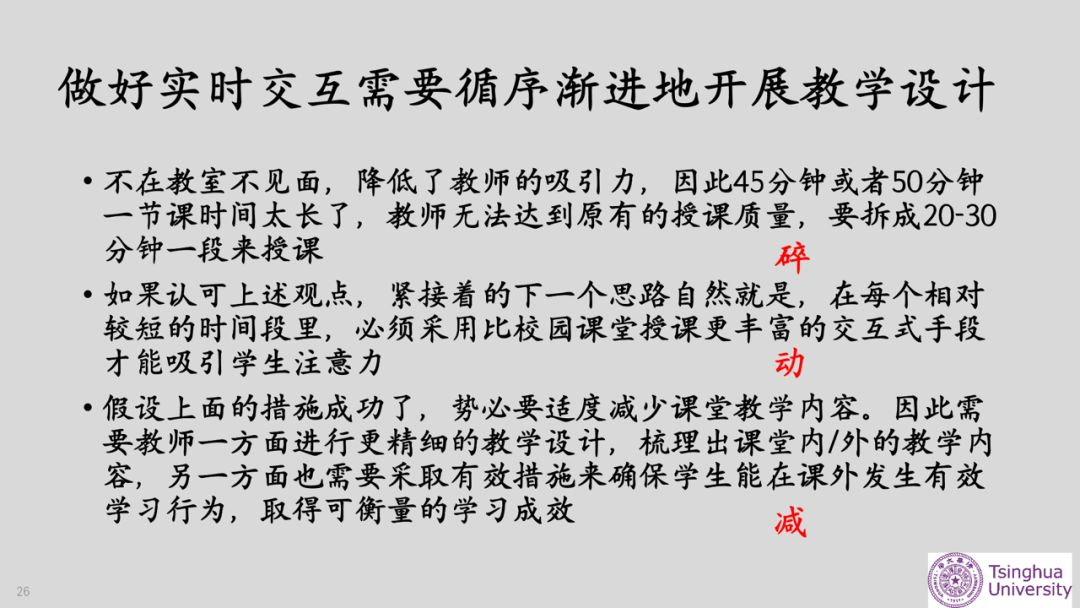 做好实时交互需要循序渐进地开展教学设计
• 不在教室不见面，降低了教师的吸引力，因此45分钟或者50分钟
一节课时间太长了，教师无法达到原有的授课质量，要拆成20-30
分钟一段来授课
碎
• 如果认可上述观点，紧接着的下一个思路自然就是，在每个相对
较短的时间段里，必须采用比校园课堂授课更丰富的交互式手段
才能吸引学生注意力
动
• 假设上面的措施成功了，势必要适度减少课堂教学内容。因此需
要教师一方面进行更精细的教学设计，梳理出课堂内/外的教学内
容，另一方面也需要采取有效措施来确保学生能在课外发生有效
学习行为，取得可衡量的学习成效
减
26
Tsinghua
University